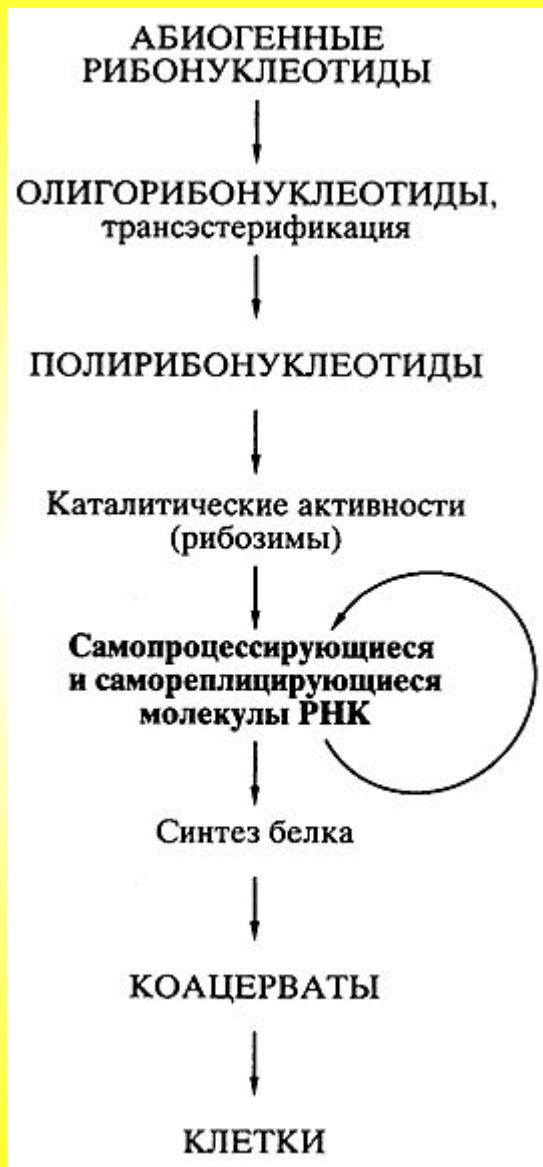 АБИОГЕННЫЕ
РИБОНУКЛЕОТИДЫ
ОЛИГОРИБОНУКЛЕОТИДЫ,
трансэстерификация
ПОЛИРИБОНУКЛЕОТИДЫ
Каталитические активности
(рибозимы)
Самопроцессирующиеся
и самореплицирующиеся
молекулы РНК
Синтез белка
КОАЦЕРВАТЫ
КЛЕТКИ